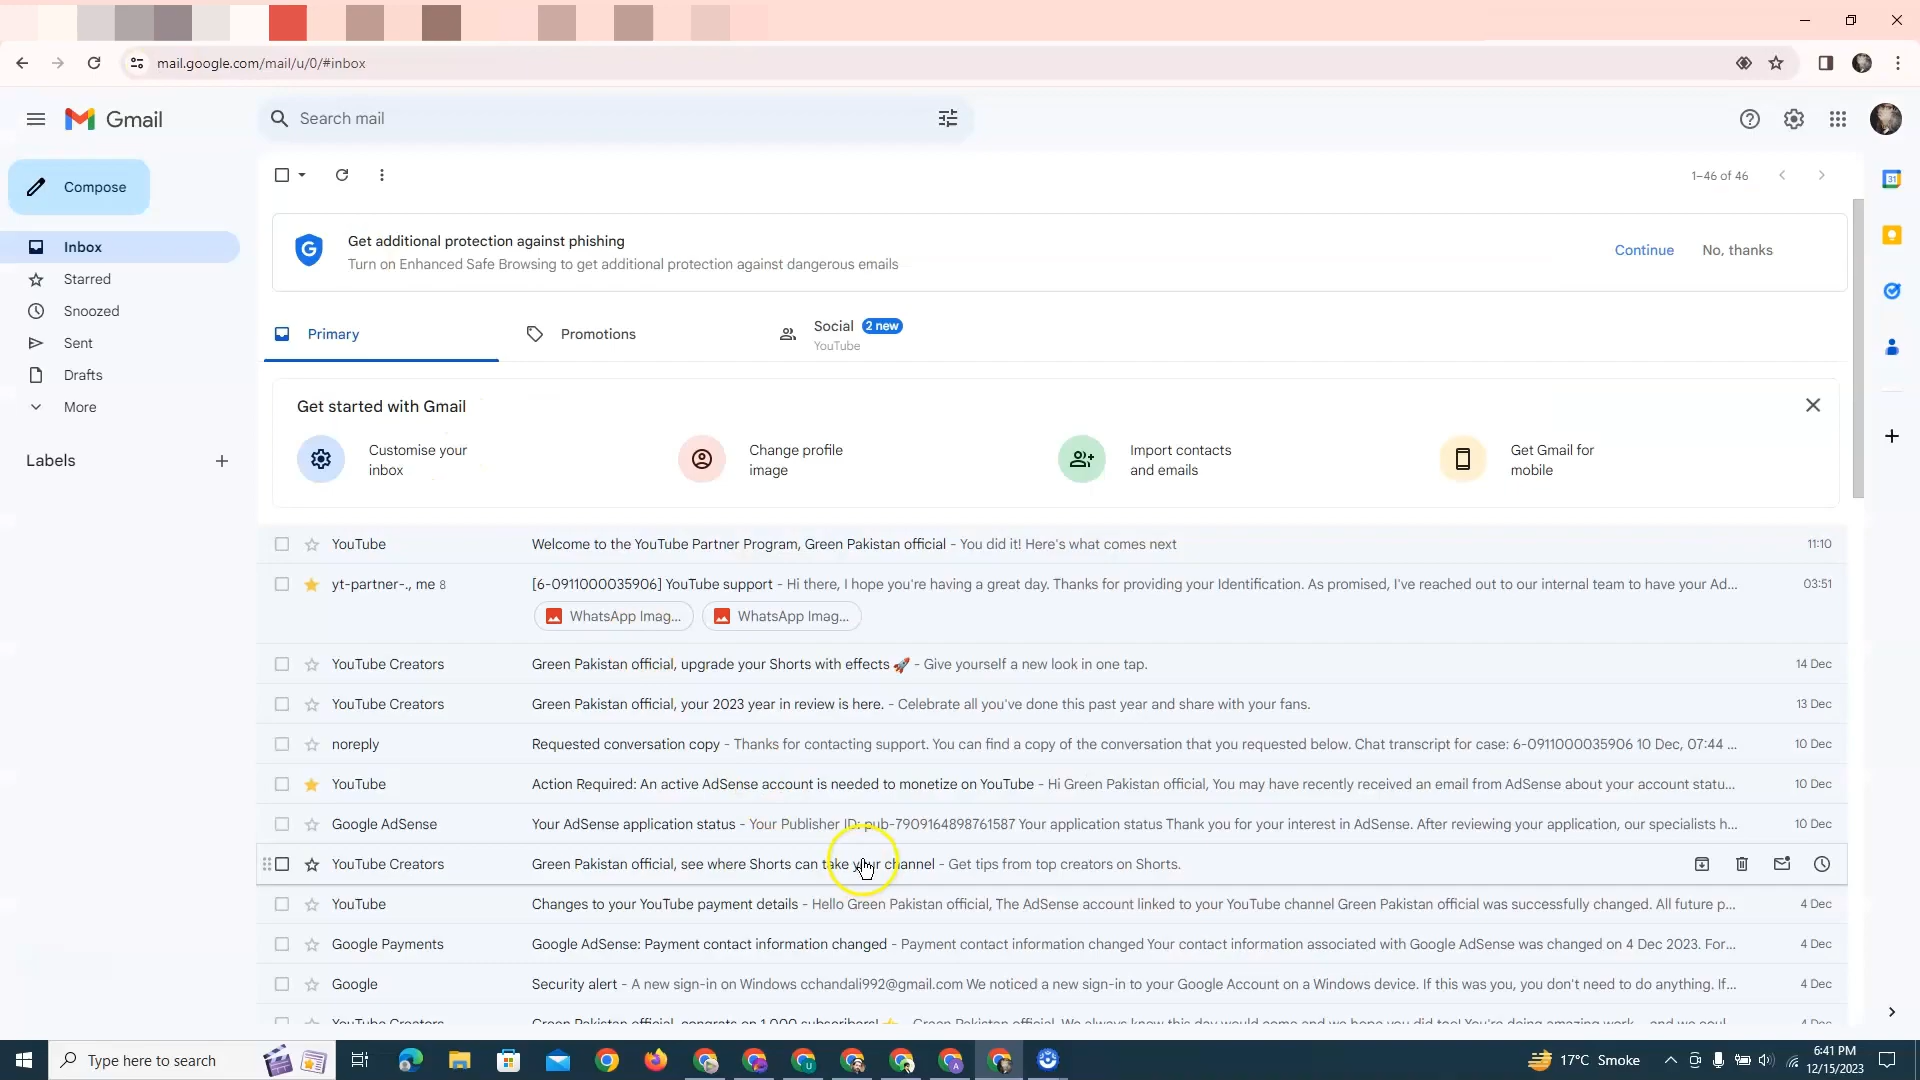 mail.google.com/mail/u/0/#inbox
Gmail
Search mail
Compose
1–46 of 46
Get additional protection against phishing
Turn on Enhanced Safe Browsing to get additional protection against dangerous emails
Continue
No, thanks
Inbox
Starred
Snoozed
Sent
Drafts
More
Labels
Primary
Promotions
Social 2 new
YouTube
Get started with Gmail
Customise your
inbox
Change profile
image
Import contacts
and emails
Get Gmail for
mobile
YouTube Welcome to the YouTube Partner Program, Green Pakistan official - You did it! Here's what comes next 11:10
yt-partner-., me 8 [6-0911000035906] YouTube support - Hi there, I hope you're having a great day. Thanks for providing your Identification. As promised, I've reached out to our internal team to have your Ad... 03:51
WhatsApp Imag... WhatsApp Imag...
YouTube Creators Green Pakistan official, upgrade your Shorts with effects 🚀 - Give yourself a new look in one tap. 14 Dec
YouTube Creators Green Pakistan official, your 2023 year in review is here. - Celebrate all you've done this past year and share with your fans. 13 Dec
noreply Requested conversation copy - Thanks for contacting support. You can find a copy of the conversation that you requested below. Chat transcript for case: 6-0911000035906 10 Dec, 07:44 ... 10 Dec
YouTube Action Required: An active AdSense account is needed to monetize on YouTube - Hi Green Pakistan official, You may have recently received an email from AdSense about your account statu... 10 Dec
Google AdSense Your AdSense application status - Your Publisher ID: pub-7909164898761587 Your application status Thank you for your interest in AdSense. After reviewing your application, our specialists h... 10 Dec
YouTube Creators Green Pakistan official, see where Shorts can take your channel - Get tips from top creators on Shorts.
YouTube Changes to your YouTube payment details - Hello Green Pakistan official, The AdSense account linked to your YouTube channel Green Pakistan official was successfully changed. All future p... 4 Dec
Google Payments Google AdSense: Payment contact information changed - Payment contact information changed Your contact information associated with Google AdSense was changed on 4 Dec 2023. For... 4 Dec
Google Security alert - A new sign-in on Windows cchandali992@gmail.com We noticed a new sign-in to your Google Account on a Windows device. If this was you, you don't need to do anything. If... 4 Dec
YouTube Creators Green Pakistan official, congrats on 1,000 subscribers! 
Type here to search
17°C Smoke
6:41 PM
12/15/2023